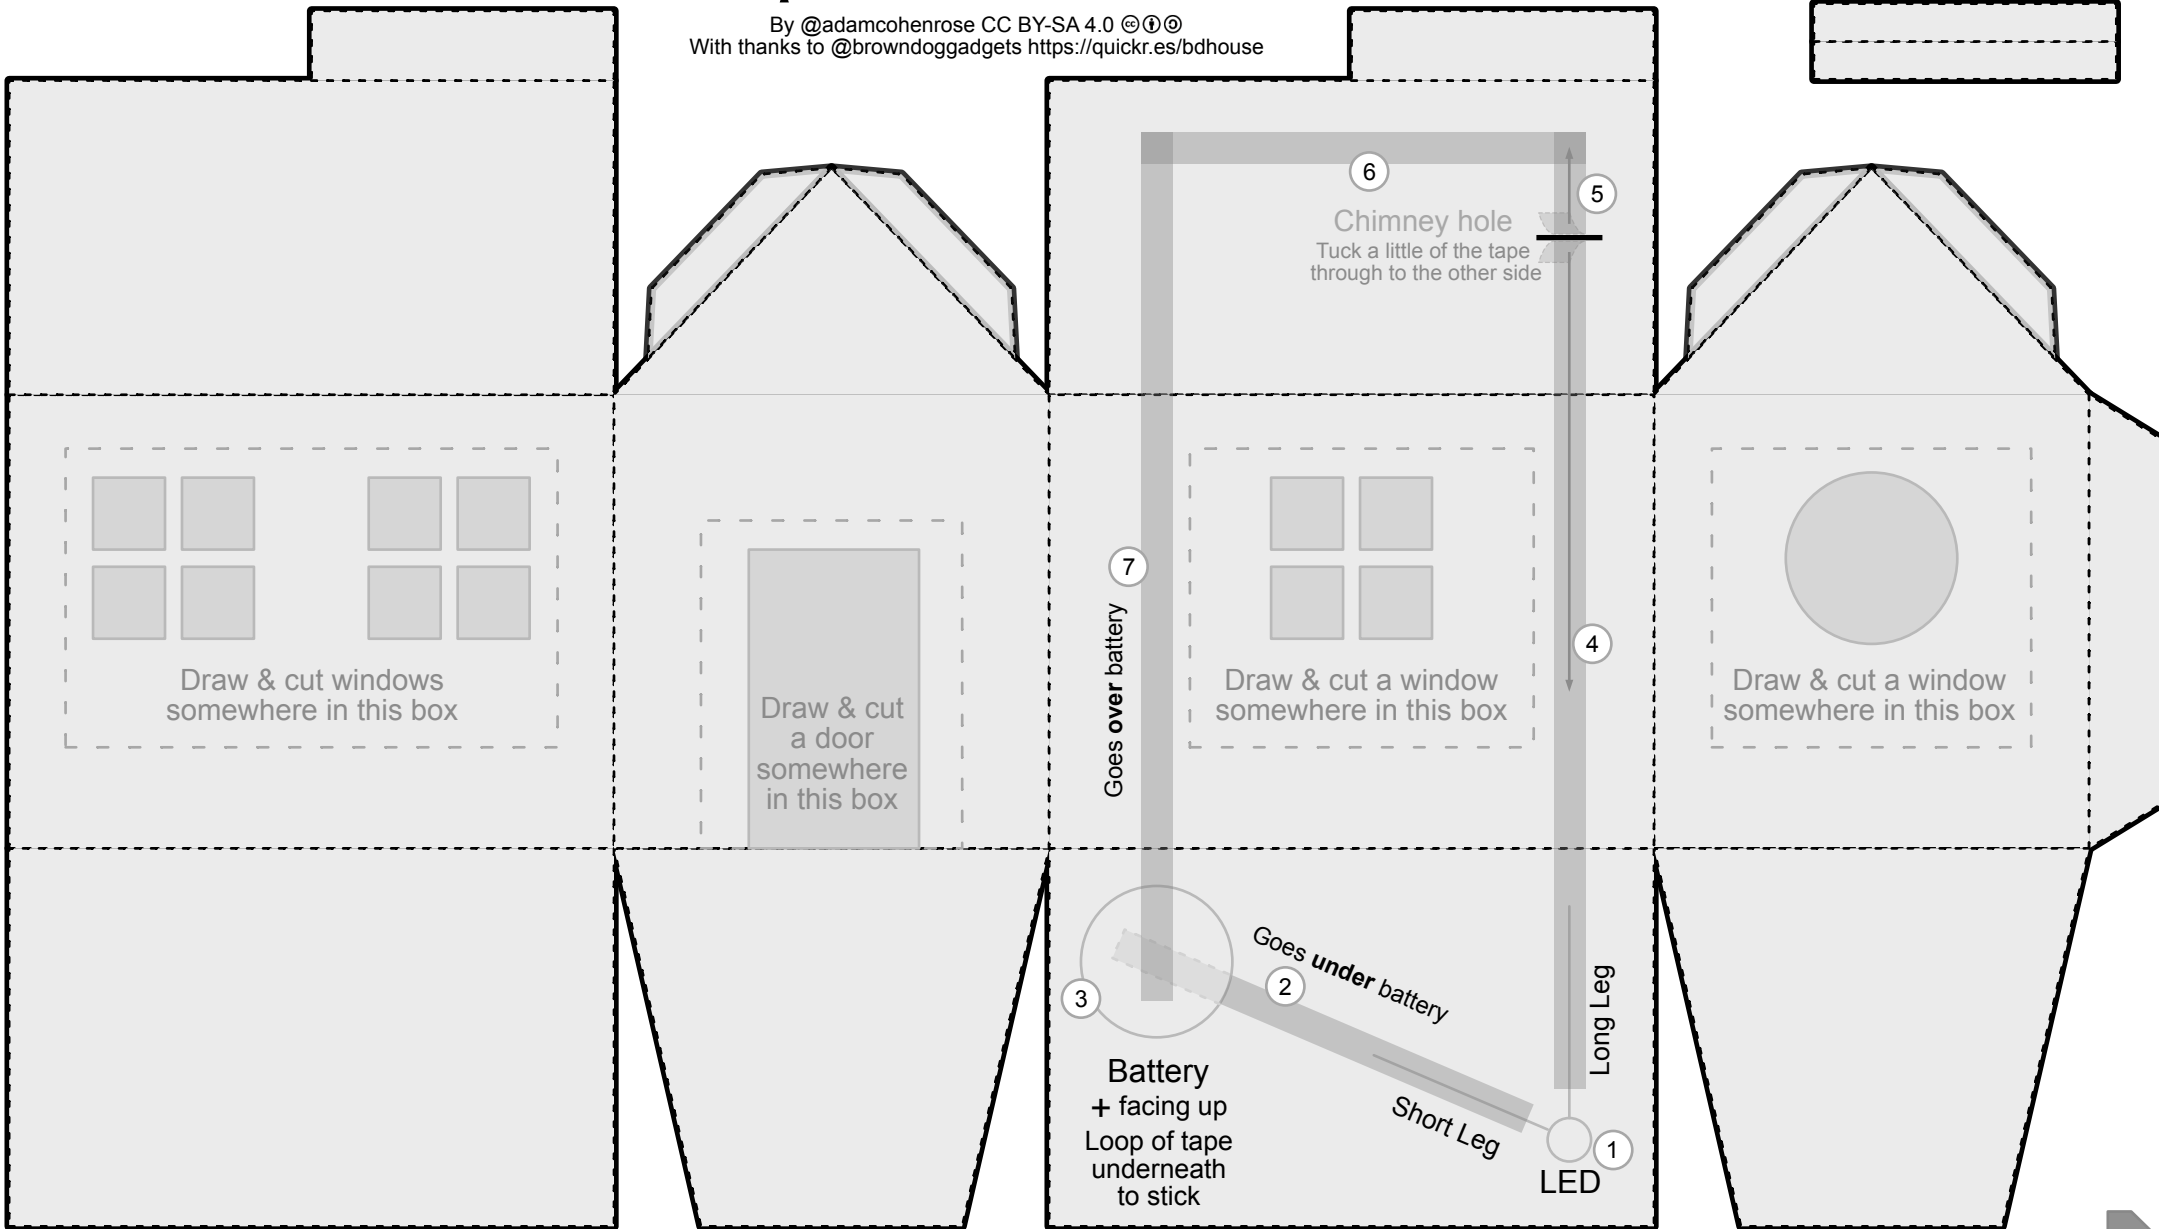 By @adamcohenrose CC BY-SA 4.0
With thanks to @browndoggadgets https://quickr.es/bdhouse
6
5
Chimney hole
Tuck a little of the tape
through to the other side
7
Goes over battery
4
Draw & cut windows
somewhere in this box
Draw & cut
a door
somewhere
in this box
Draw & cut a window
somewhere in this box
Draw & cut a window
somewhere in this box
Goes under battery
2
3
Long Leg
Battery
+ facing up
Loop of tape
underneath
to stick
Short Leg
1
LED